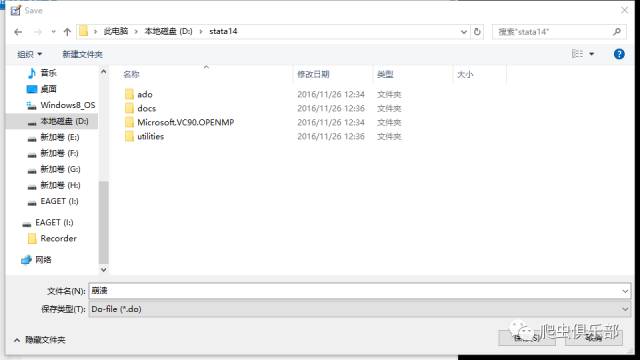 Save
此电脑 › 本地磁盘 (D:) › stata14
搜索"stata14"
组织 新建文件夹
名称 修改日期 类型 大小
音乐
桌面
Windows8_OS
本地磁盘 (D:)
新加卷 (E:)
新加卷 (F:)
新加卷 (G:)
新加卷 (H:)
EAGET (I:)
EAGET (I:)
Recorder
网络
ado 2016/11/26 12:34 文件夹
docs 2016/11/26 12:36 文件夹
Microsoft.VC90.OPENMP 2016/11/26 12:34 文件夹
utilities 2016/11/26 12:36 文件夹
文件名(N): 崩溃
保存类型(T): Do-file (*.do)
隐藏文件夹
保存(S) 取消
爬虫俱乐部